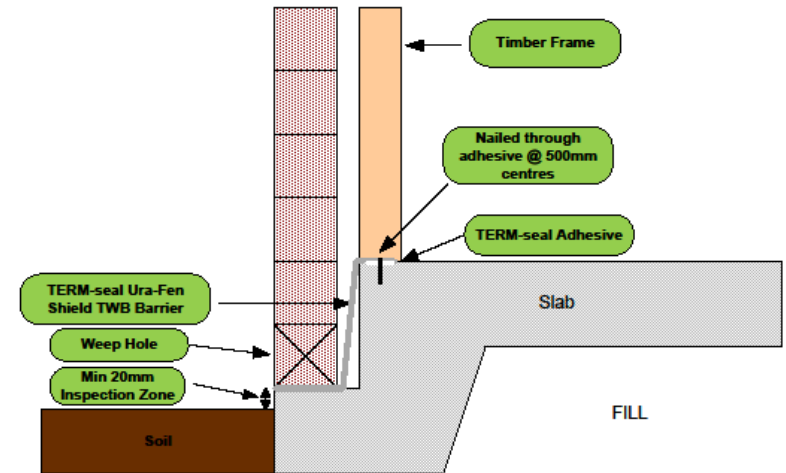 Timber Frame
Nailed through
adhesive @ 500mm
centres
TERM-seal Adhesive
TERM-seal Ura-Fen
Shield TWB Barrier
Slab
Weep Hole
Min 20mm
Inspection Zone
FILL
Soil